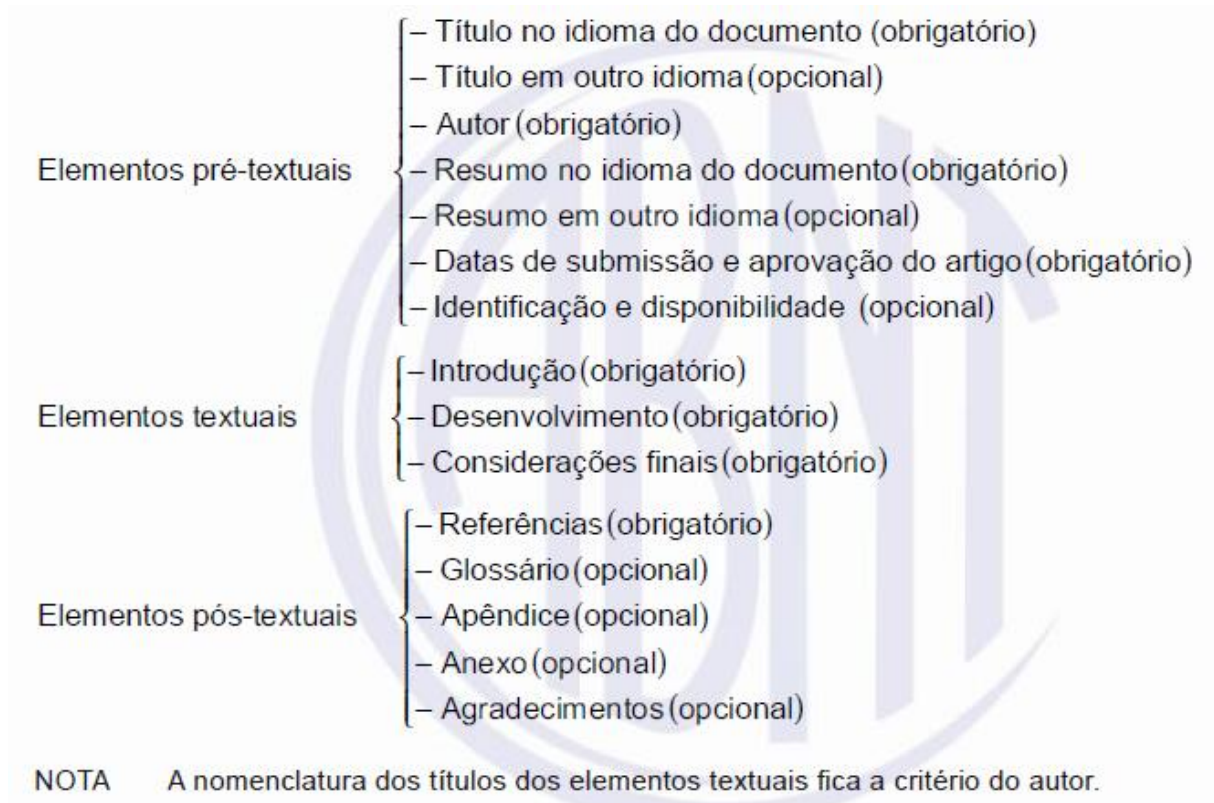 Elementos pré-textuais
– Título no idioma do documento (obrigatório)
– Título em outro idioma (opcional)
– Autor (obrigatório)
– Resumo no idioma do documento (obrigatório)
– Resumo em outro idioma (opcional)
– Datas de submissão e aprovação do artigo (obrigatório)
– Identificação e disponibilidade (opcional)
Elementos textuais
– Introdução (obrigatório)
– Desenvolvimento (obrigatório)
– Considerações finais (obrigatório)
Elementos pós-textuais
– Referências (obrigatório)
– Glossário (opcional)
– Apêndice (opcional)
– Anexo (opcional)
– Agradecimentos (opcional)
NOTA A nomenclatura dos títulos dos elementos textuais fica a critério do autor.
ABNT